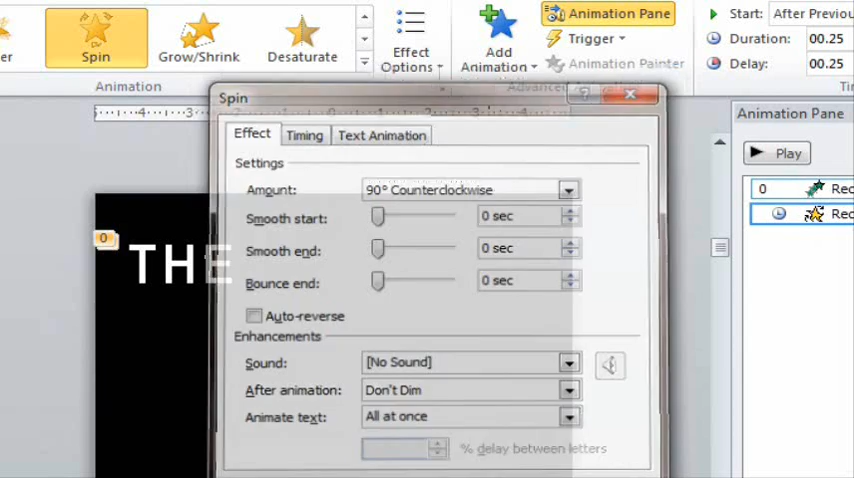 Animation Pane
Start: After Previou
Trigger
Duration: 00.25
Spin
Grow/Shrink
Desaturate
Effect
Options
Add
Animation
Animation Painter
Delay: 00.25
Animation
Spin
Animation Pane
Effect
Timing
Text Animation
Play
Settings
Amount: 90° Counterclockwise
0 Rec
Smooth start: 0 sec
Rec
0
THE
Smooth end: 0 sec
Bounce end: 0 sec
Auto-reverse
Enhancements
Sound: [No Sound]
After animation: Don't Dim
Animate text: All at once
% delay between letters